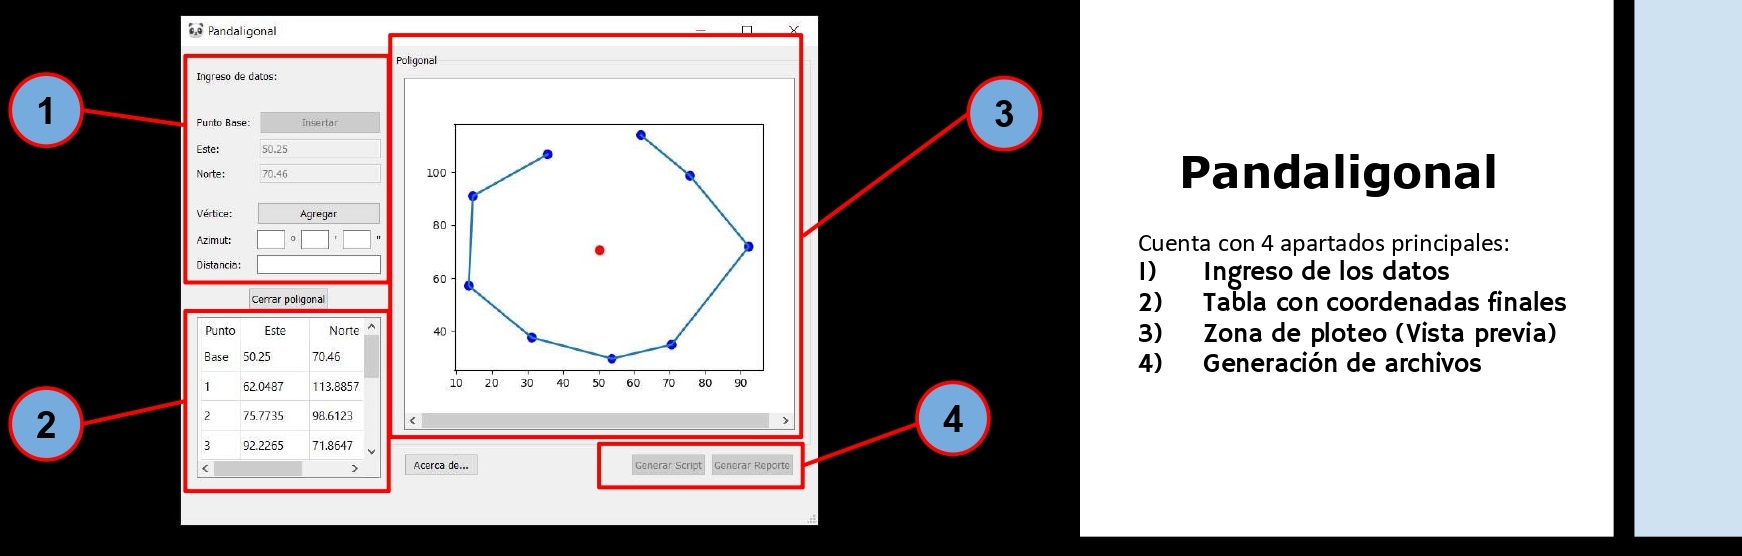 Pandaligonal
Ingreso de datos:
Punto Base: Insertar
Este: 50.25
Norte: 70.46
Vértice: Agregar
Azimut: ° ' "
Distancia:
Cerrar poligonal
Punto Este Norte
Base 50.25 70.46
1 62.0487 113.8857
2 75.7735 98.6123
3 92.2265 71.8647
Poligonal
100
80
60
40
10 20 30 40 50 60 70 80 90
Acerca de...
Generar Script Generar Reporte
1
2
3
4
Pandaligonal
Cuenta con 4 apartados principales:
1) Ingreso de los datos
2) Tabla con coordenadas finales
3) Zona de ploteo (Vista previa)
4) Generación de archivos